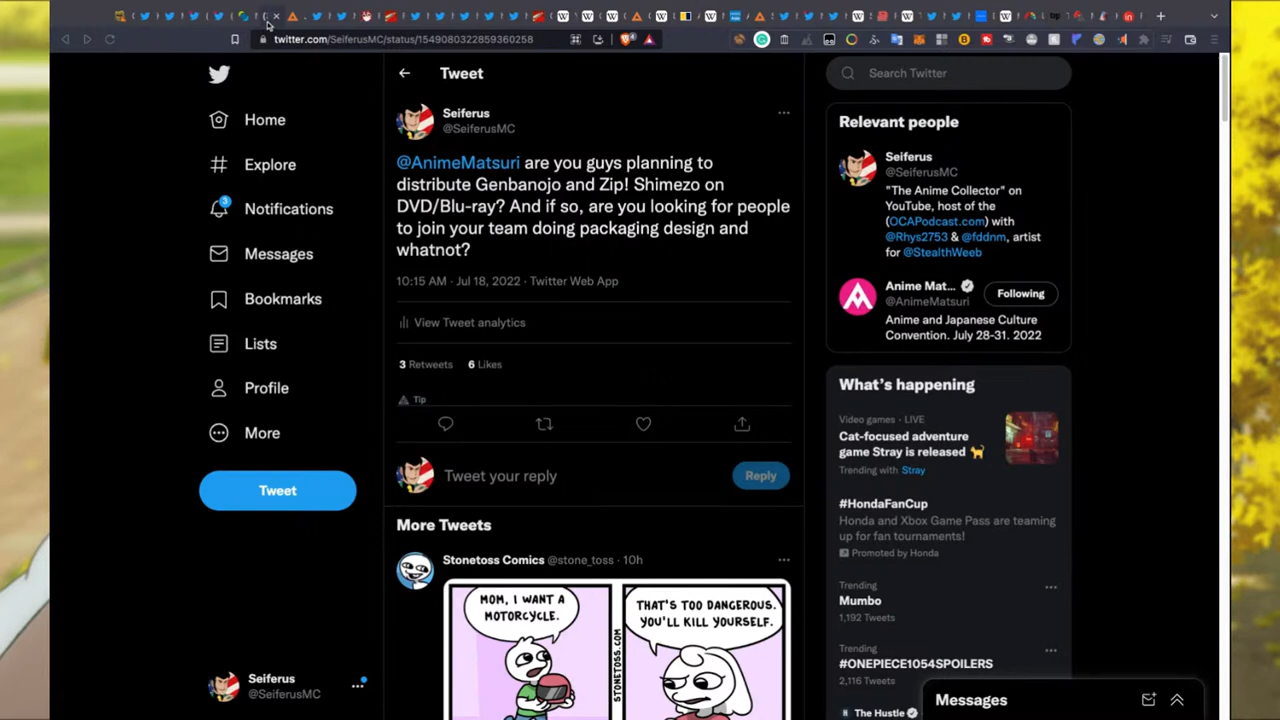 twitter.com/SeiferusMC/status/1549080322859360258
Home
Explore
3
Notifications
Messages
Bookmarks
Lists
Profile
More
Tweet
Seiferus
@SeiferusMC
Tweet
Seiferus
@SeiferusMC
@AnimeMatsuri are you guys planning to
distribute Genbanojo and Zip! Shimezo on
DVD/Blu-ray? And if so, are you looking for people
to join your team doing packaging design and
whatnot?
10:15 AM · Jul 18, 2022 · Twitter Web App
View Tweet analytics
3 Retweets 6 Likes
Tip
Tweet your reply
Reply
More Tweets
Stonetoss Comics @stone_toss · 10h
MOM, I WANT A
MOTORCYCLE.
STONETOSS.COM
THAT'S TOO DANGEROUS.
YOU'LL KILL YOURSELF.
Search Twitter
Relevant people
Seiferus
@SeiferusMC
"The Anime Collector" on
YouTube, host of the
(OCAPodcast.com) with
@Rhys2753 & @fddnm, artist
for @StealthWeeb
Anime Mat...
@AnimeMatsuri
Following
Anime and Japanese Culture
Convention. July 28-31. 2022
What's happening
Video games · LIVE
Cat-focused adventure
game Stray is released
Trending with Stray
#HondaFanCup
Honda and Xbox Game Pass are teaming
up for fan tournaments!
Promoted by Honda
Trending
Mumbo
1,192 Tweets
Trending
#ONEPIECE1054SPOILERS
2,116 Tweets
The Hustle
Messages